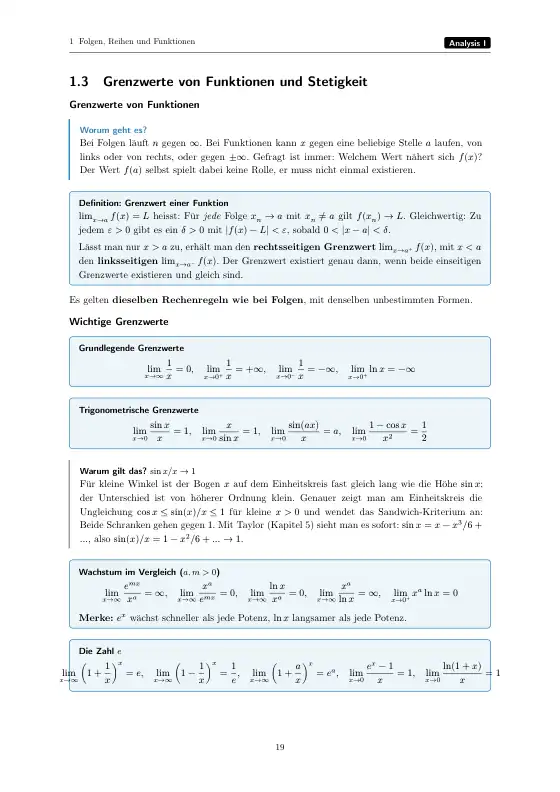 1 Folgen, Reihen und Funktionen
Analysis I
1.3 Grenzwerte von Funktionen und Stetigkeit
Grenzwerte von Funktionen
Worum geht es?
Bei Folgen läuft n gegen ∞. Bei Funktionen kann x gegen eine beliebige Stelle a laufen, von
links oder von rechts, oder gegen ±∞. Gefragt ist immer: Welchem Wert nähert sich f(x)?
Der Wert f(a) selbst spielt dabei keine Rolle, er muss nicht einmal existieren.
Definition: Grenzwert einer Funktion
lim_{x→a} f(x) = L heisst: Für jede Folge x_n → a mit x_n ≠ a gilt f(x_n) → L. Gleichwertig: Zu
jedem ε > 0 gibt es ein δ > 0 mit |f(x) − L| < ε, sobald 0 < |x − a| < δ.
Lässt man nur x > a zu, erhält man den rechtsseitigen Grenzwert lim_{x→a⁺} f(x), mit x < a
den linksseitigen lim_{x→a⁻} f(x). Der Grenzwert existiert genau dann, wenn beide einseitigen
Grenzwerte existieren und gleich sind.
Es gelten dieselben Rechenregeln wie bei Folgen, mit denselben unbestimmten Formen.
Wichtige Grenzwerte
Grundlegende Grenzwerte
lim_{x→∞} 1/x = 0, lim_{x→0⁺} 1/x = +∞, lim_{x→0⁻} 1/x = −∞, lim_{x→0⁺} ln x = −∞
Trigonometrische Grenzwerte
lim_{x→0} sin x/x = 1, lim_{x→0} x/sin x = 1, lim_{x→0} sin(ax)/x = a, lim_{x→0} (1 − cos x)/x² = 1/2
Warum gilt das? sin x/x → 1
Für kleine Winkel ist der Bogen x auf dem Einheitskreis fast gleich lang wie die Höhe sin x;
der Unterschied ist von höherer Ordnung klein. Genauer zeigt man am Einheitskreis die
Ungleichung cos x ≤ sin(x)/x ≤ 1 für kleine x > 0 und wendet das Sandwich-Kriterium an:
Beide Schranken gehen gegen 1. Mit Taylor (Kapitel 5) sieht man es sofort: sin x = x − x³/6 +
..., also sin(x)/x = 1 − x²/6 + ... → 1.
Wachstum im Vergleich (a, m > 0)
lim_{x→∞} e^{mx}/x^a = ∞, lim_{x→∞} x^a/e^{mx} = 0, lim_{x→∞} ln x/x^a = 0, lim_{x→∞} x^a/ln x = ∞, lim_{x→0⁺} x^a ln x = 0
Merke: e^x wächst schneller als jede Potenz, ln x langsamer als jede Potenz.
Die Zahl e
lim_{x→∞} (1 + 1/x)^x = e, lim_{x→∞} (1 − 1/x)^x = 1/e, lim_{x→∞} (1 + a/x)^x = e^a, lim_{x→0} (e^x − 1)/x = 1, lim_{x→0} ln(1 + x)/x = 1
19